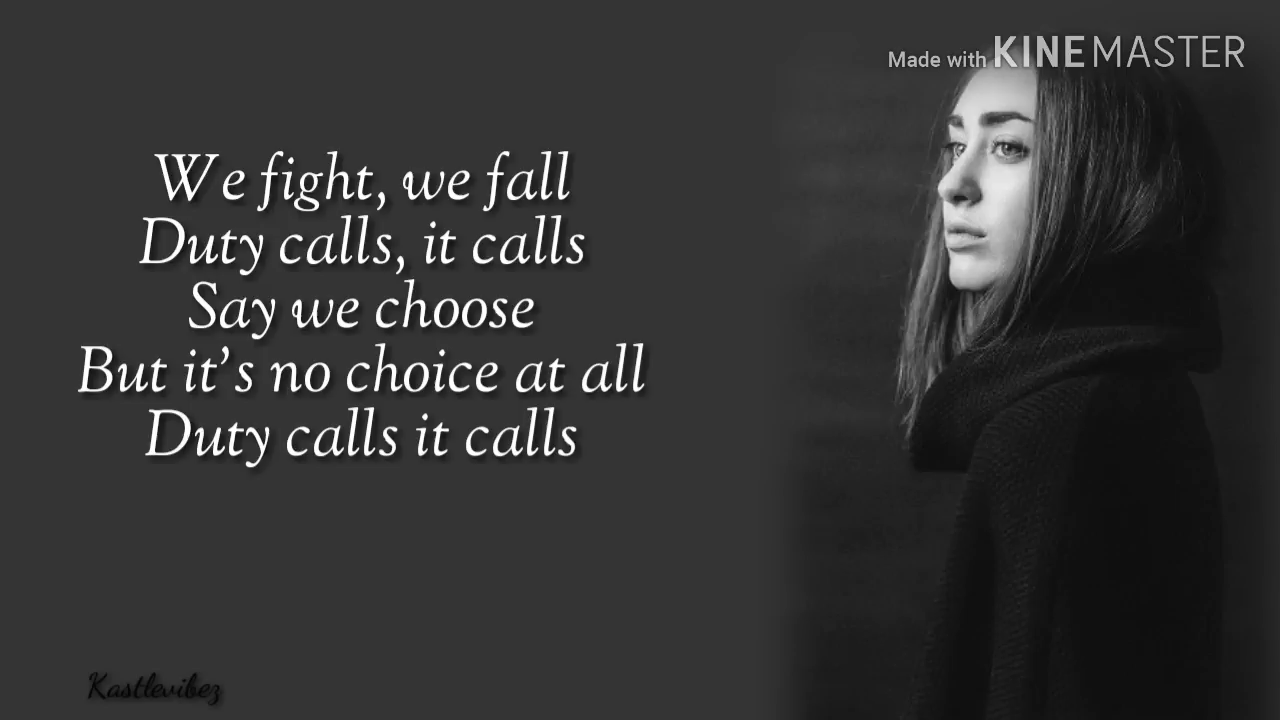 Made with KINEMASTER
We fight, we fall
Duty calls, it calls
Say we choose
But it's no choice at all
Duty calls it calls
Kastlevibez